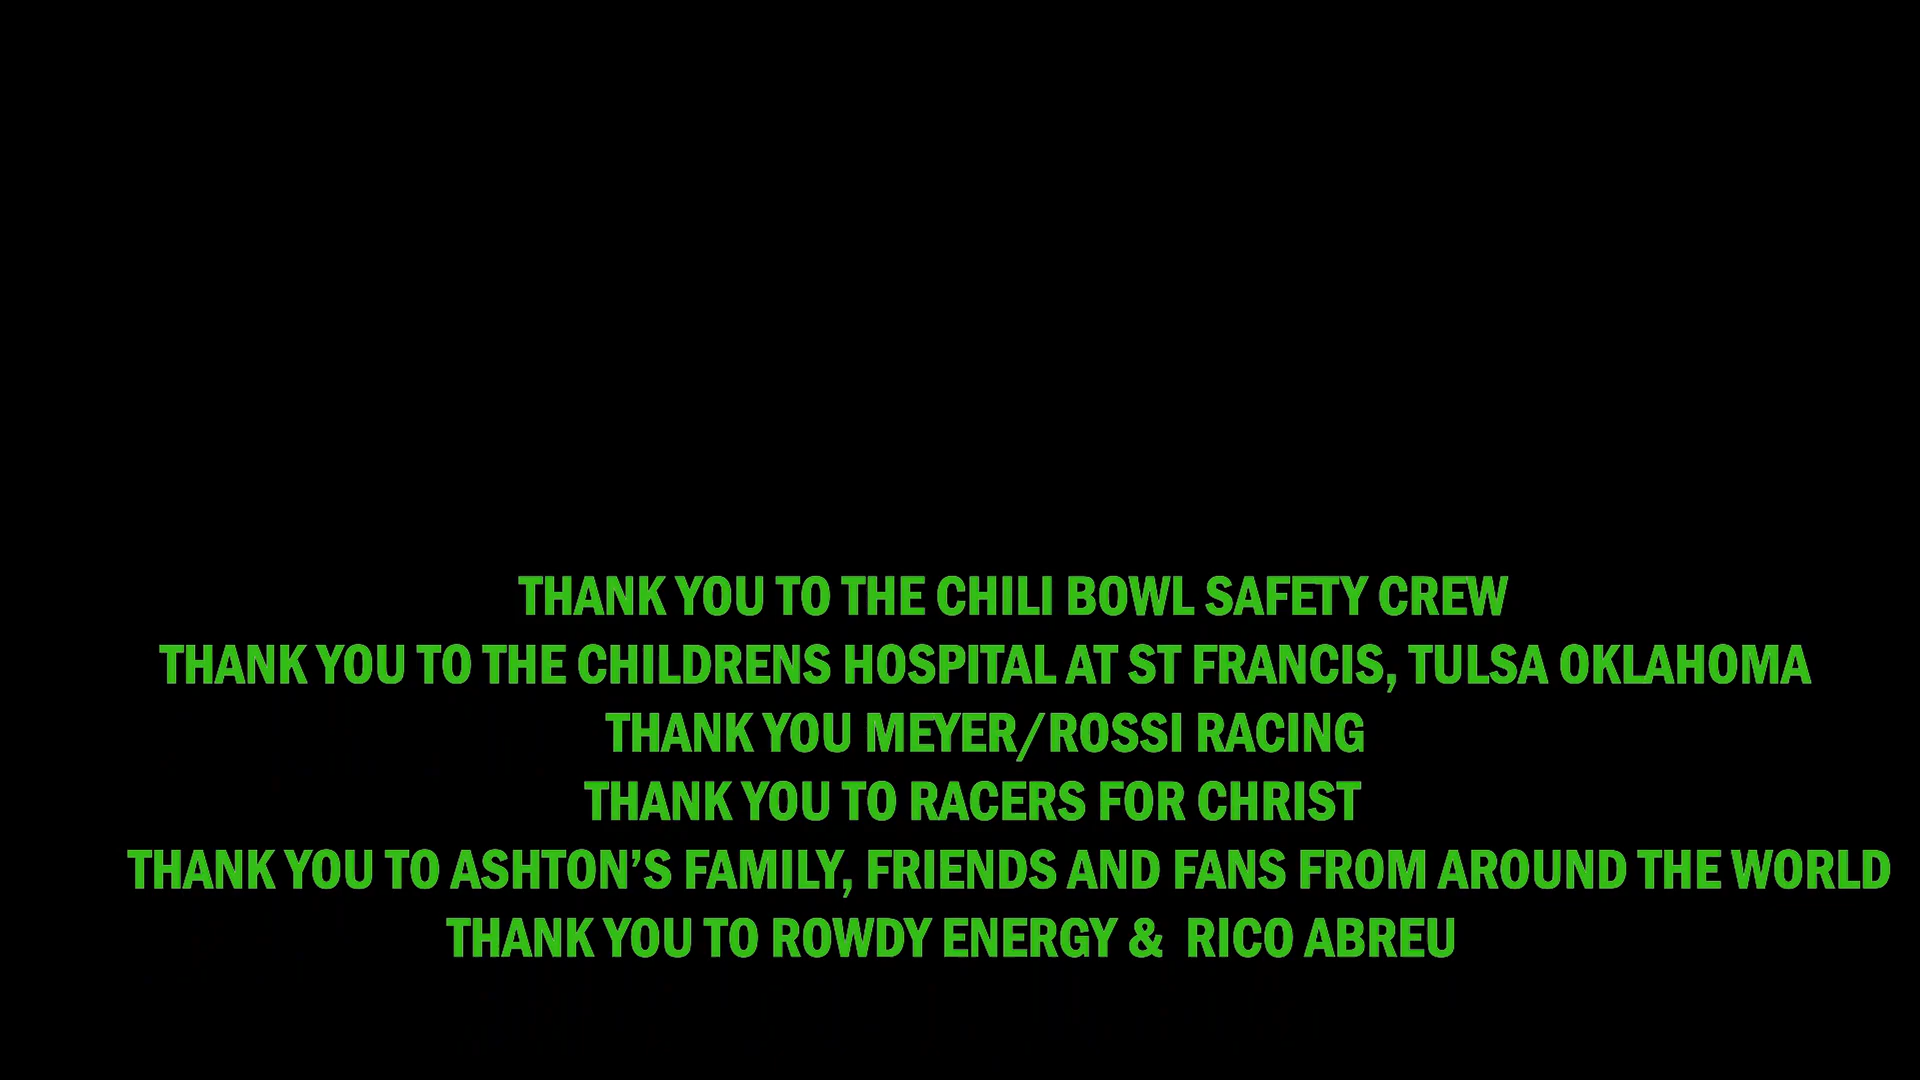 THANK YOU TO THE CHILI BOWL SAFETY CREW
THANK YOU TO THE CHILDRENS HOSPITAL AT ST FRANCIS, TULSA OKLAHOMA
THANK YOU MEYER/ROSSI RACING
THANK YOU TO RACERS FOR CHRIST
THANK YOU TO ASHTON’S FAMILY, FRIENDS AND FANS FROM AROUND THE WORLD
THANK YOU TO ROWDY ENERGY &  RICO ABREU